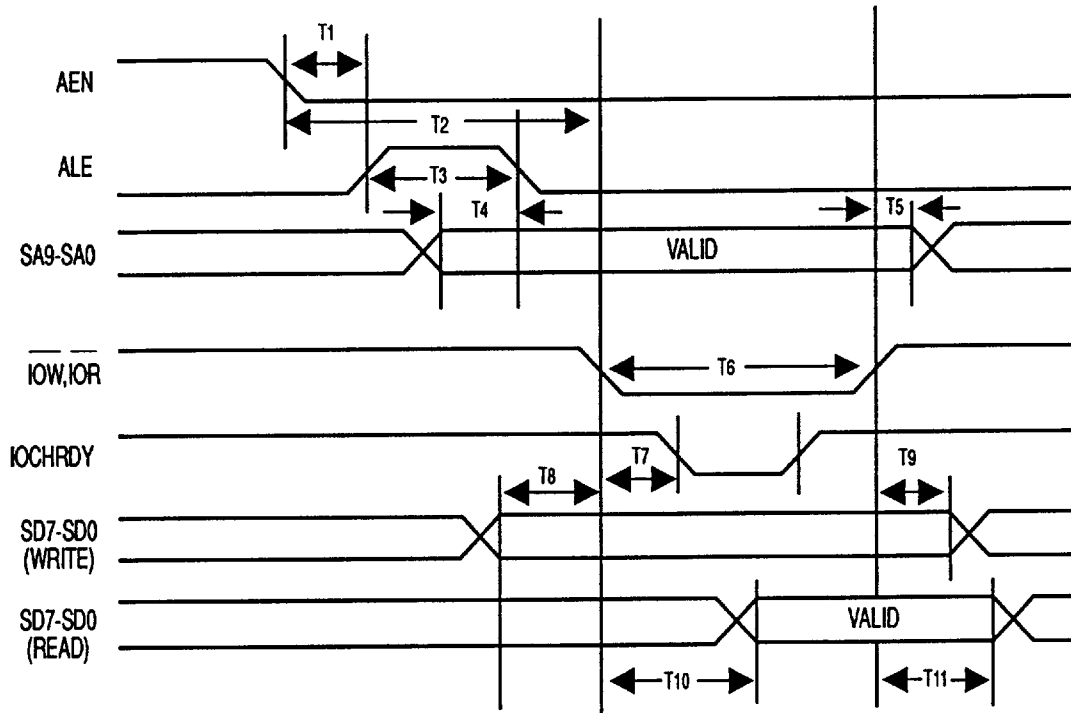 T1
AEN
T2
ALE
T3
T4
T5
SA9-SA0
VALID
IOW,IOR
T6
IOCHRDY
T7
T8
T9
SD7-SD0
(WRITE)
SD7-SD0
(READ)
VALID
T10
T11